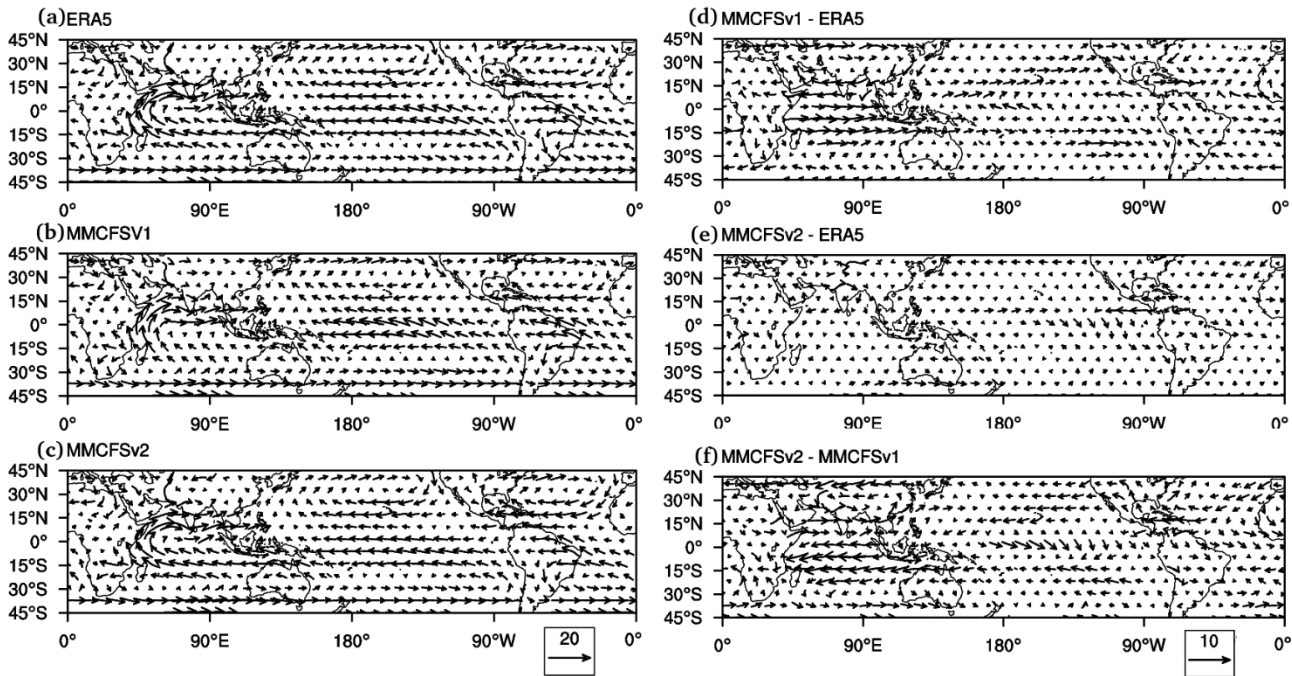 (a) ERA5
45°N
30°N
15°N
0°
15°S
30°S
45°S
0° 90°E 180° 90°W 0°
(b) MMCFSV1
45°N
30°N
15°N
0°
15°S
30°S
45°S
0° 90°E 180° 90°W 0°
(c) MMCFSv2
45°N
30°N
15°N
0°
15°S
30°S
45°S
0° 90°E 180° 90°W 0°
20
(d) MMCFSv1 - ERA5
45°N
30°N
15°N
0°
15°S
30°S
45°S
0° 90°E 180° 90°W 0°
(e) MMCFSv2 - ERA5
45°N
30°N
15°N
0°
15°S
30°S
45°S
0° 90°E 180° 90°W 0°
(f) MMCFSv2 - MMCFSv1
45°N
30°N
15°N
0°
15°S
30°S
45°S
0° 90°E 180° 90°W 0°
10